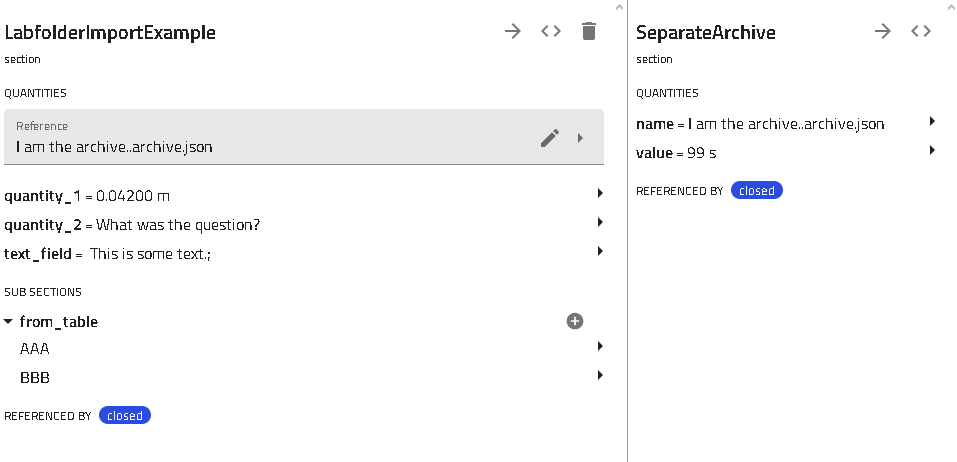 LabfolderImportExample
section
QUANTITIES
Reference
I am the archive..archive.json
quantity_1 = 0.04200 m
quantity_2 = What was the question?
text_field = This is some text.;
SUB SECTIONS
from_table
AAA
BBB
REFERENCED BY closed
SeparateArchive
section
QUANTITIES
name = I am the archive..archive.json
value = 99 s
REFERENCED BY closed